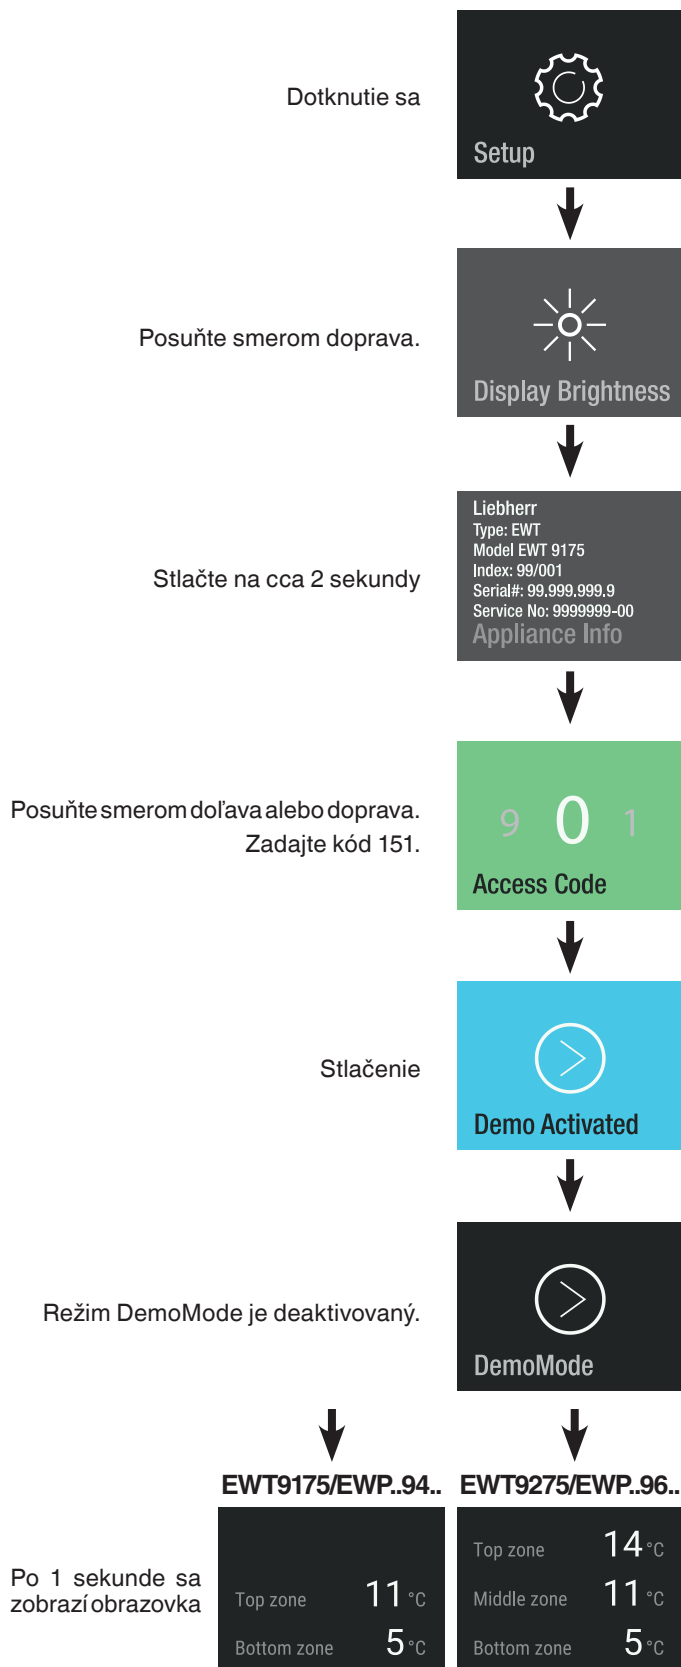 Dotknutie sa
Setup
Posuňte smerom doprava.
Display Brightness
Stlačte na cca 2 sekundy
Liebherr
Type: EWT
Model EWT 9175
Index: 99/001
Serial#: 99.999.999.9
Service No: 9999999-00
Appliance Info
Posuňte smerom doľava alebo doprava.
Zadajte kód 151.
9 0 1
Access Code
Stlačenie
Demo Activated
Režim DemoMode je deaktivovaný.
DemoMode
EWT9175/EWP..94..
EWT9275/EWP..96..
Po 1 sekunde sa
zobrazí obrazovka
Top zone 11 °C
Bottom zone 5 °C
Top zone 14 °C
Middle zone 11 °C
Bottom zone 5 °C